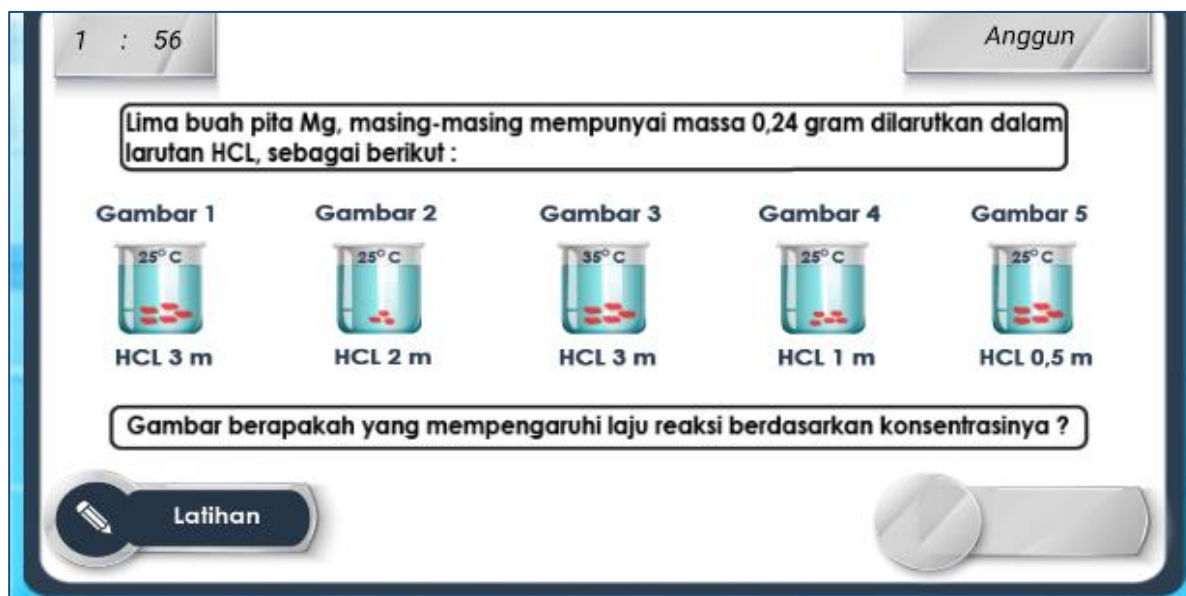 1 : 56
Anggun
Lima buah pita Mg, masing-masing mempunyai massa 0,24 gram dilarutkan dalam
larutan HCL, sebagai berikut :
Gambar 1
Gambar 2
Gambar 3
Gambar 4
Gambar 5
25° C
25° C
35° C
25° C
25° C
HCL 3 m
HCL 2 m
HCL 3 m
HCL 1 m
HCL 0,5 m
Gambar berapakah yang mempengaruhi laju reaksi berdasarkan konsentrasinya ?
Latihan